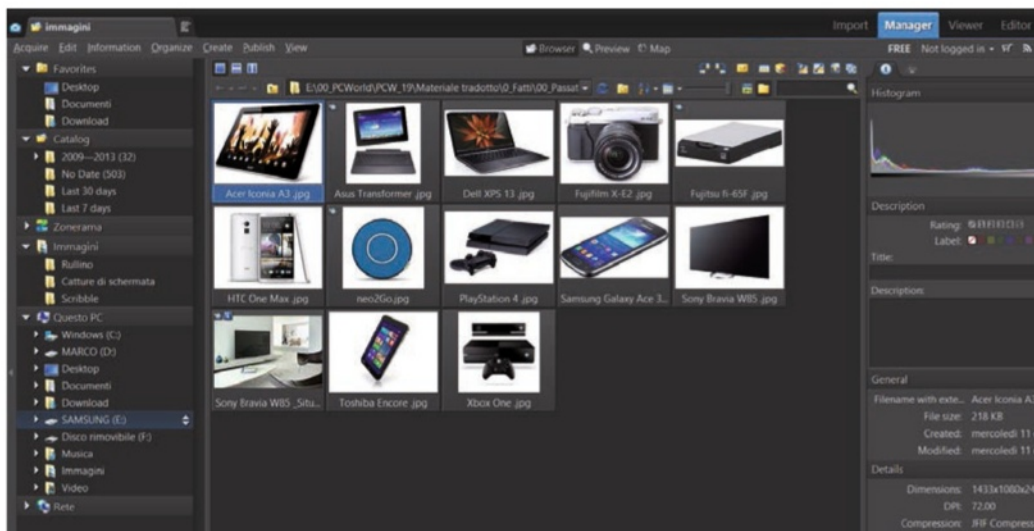 immagini
Import Manager Viewer Editor
Acquire Edit Information Organize Create Publish View
Browser Preview Map
FREE Not logged in
Favorites
Desktop
Documenti
Download
Catalog
2009—2013 (32)
No Date (503)
Last 30 days
Last 7 days
Zonerama
Immagini
Rullino
Catture di schermata
Scribble
Questo PC
Windows (C:)
MARCO (D:)
Desktop
Documenti
Download
SAMSUNG (E:)
Disco rimovibile (F:)
Musica
Immagini
Video
Rete
E:\00_PCWorld\PCW_19\Materiale tradotto\0_Fatti\00_Passat
Acer Iconia A3 .jpg
Asus Transformer .jpg
Dell XPS 13 .jpg
Fujifilm X-E2 .jpg
Fujitsu fi-65F .jpg
HTC One Max .jpg
neo2Go.jpg
PlayStation 4 .jpg
Samsung Galaxy Ace 3...
Sony Bravia W85 .jpg
Sony Bravia W85 _Situ...
Toshiba Encore .jpg
Xbox One .jpg
Histogram
Description
Rating:
Label:
Title:
Description:
General
Filename with exte... Acer Iconia A3
File size: 218 KB
Created: mercoledì 11
Modified: mercoledì 11
Details
Dimensions: 1433x1080x24
DPI: 72.00
Compression: JFIF Compress